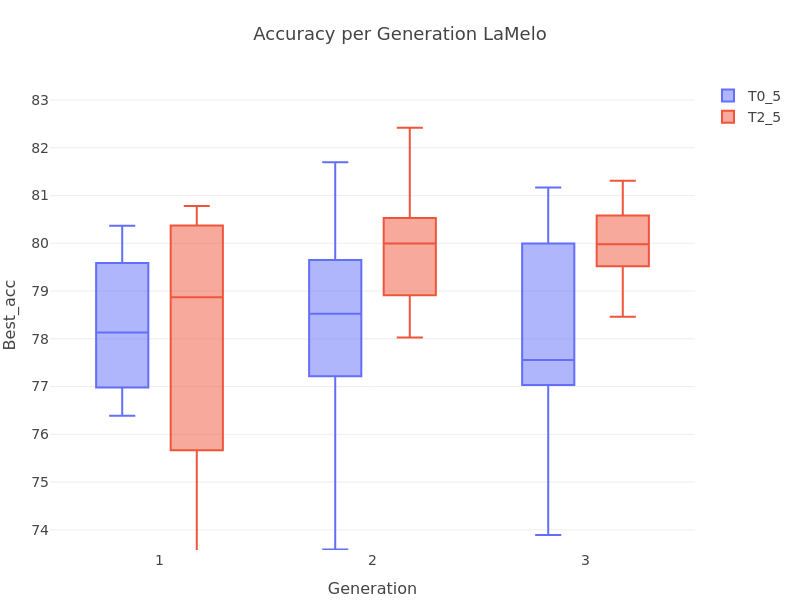 Accuracy per Generation LaMelo
T0_5
T2_5
83
82
81
80
79
78
77
76
75
74
Best_acc
1
2
3
Generation